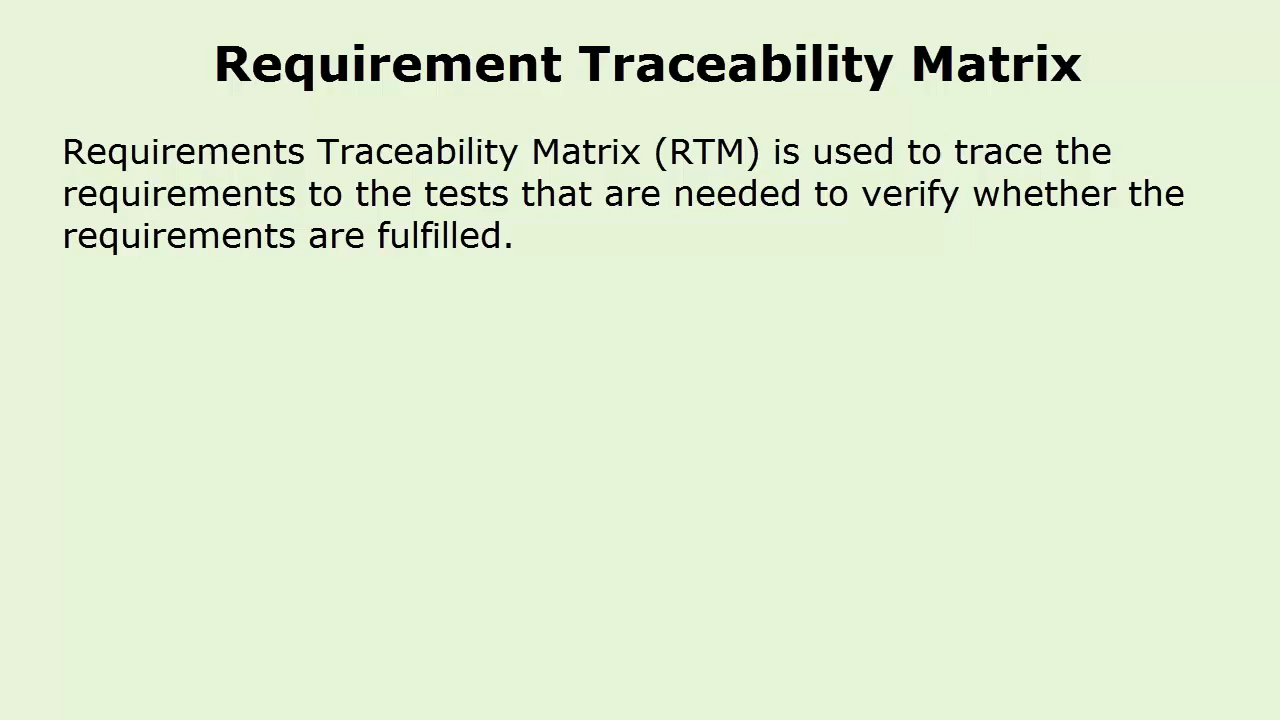 Requirement Traceability Matrix
Requirements Traceability Matrix (RTM) is used to trace the
requirements to the tests that are needed to verify whether the
requirements are fulfilled.